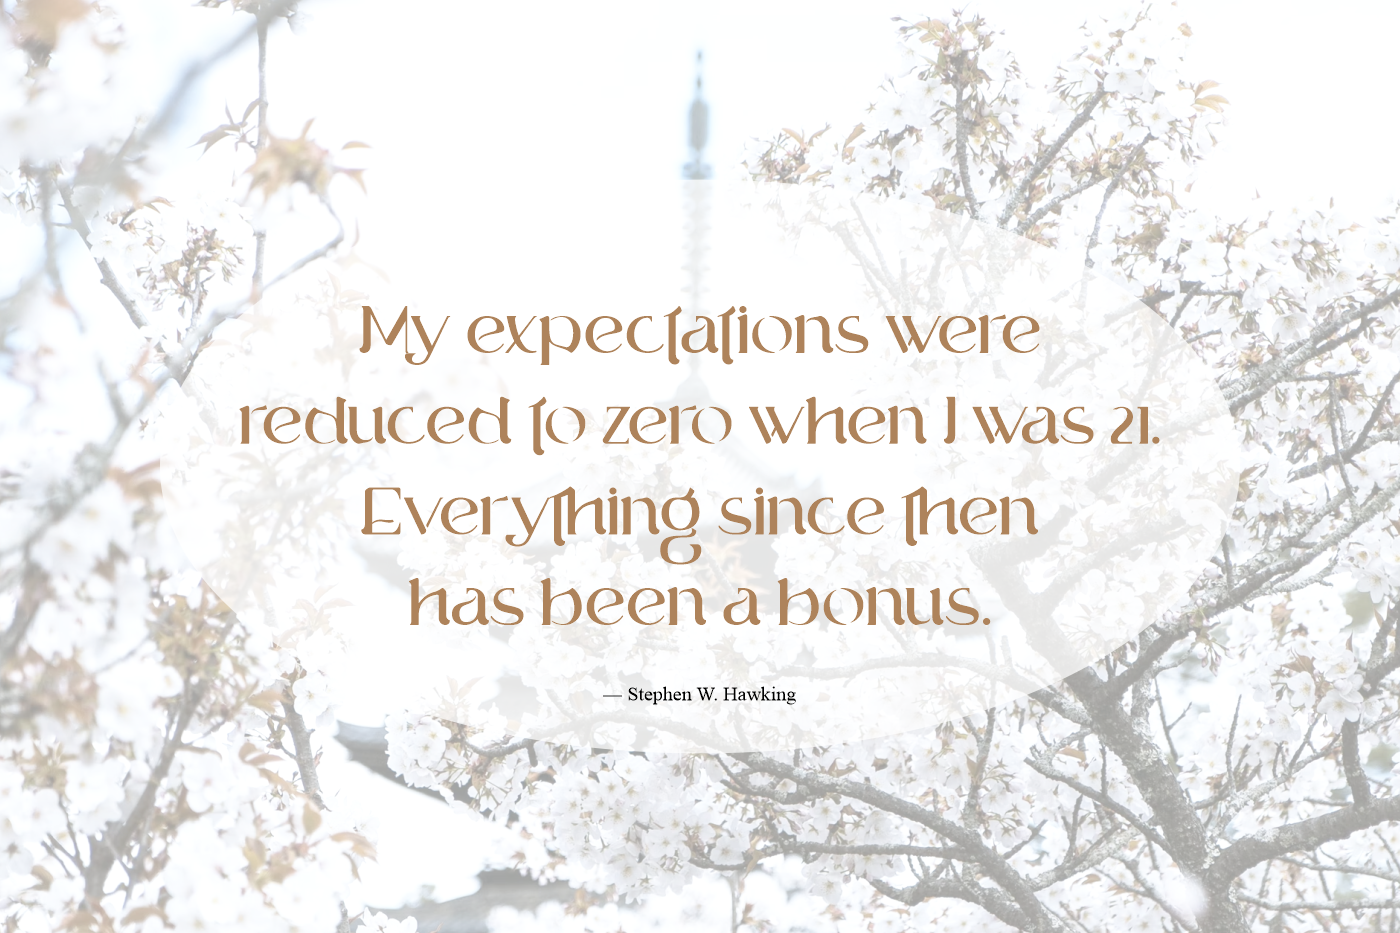 My expectations were
reduced to zero when I was 21.
Everything since then
has been a bonus.
— Stephen W. Hawking